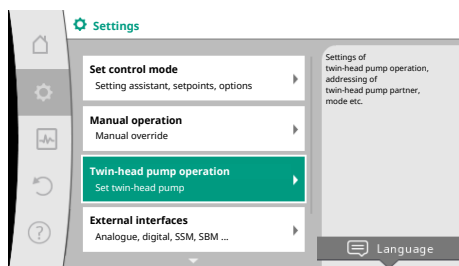 Settings
Set control mode
Setting assistant, setpoints, options
Manual operation
Manual override
Twin-head pump operation
Set twin-head pump
External interfaces
Analogue, digital, SSM, SBM ...
Settings of
twin-head pump operation,
addressing of
twin-head pump partner,
mode etc.
Language